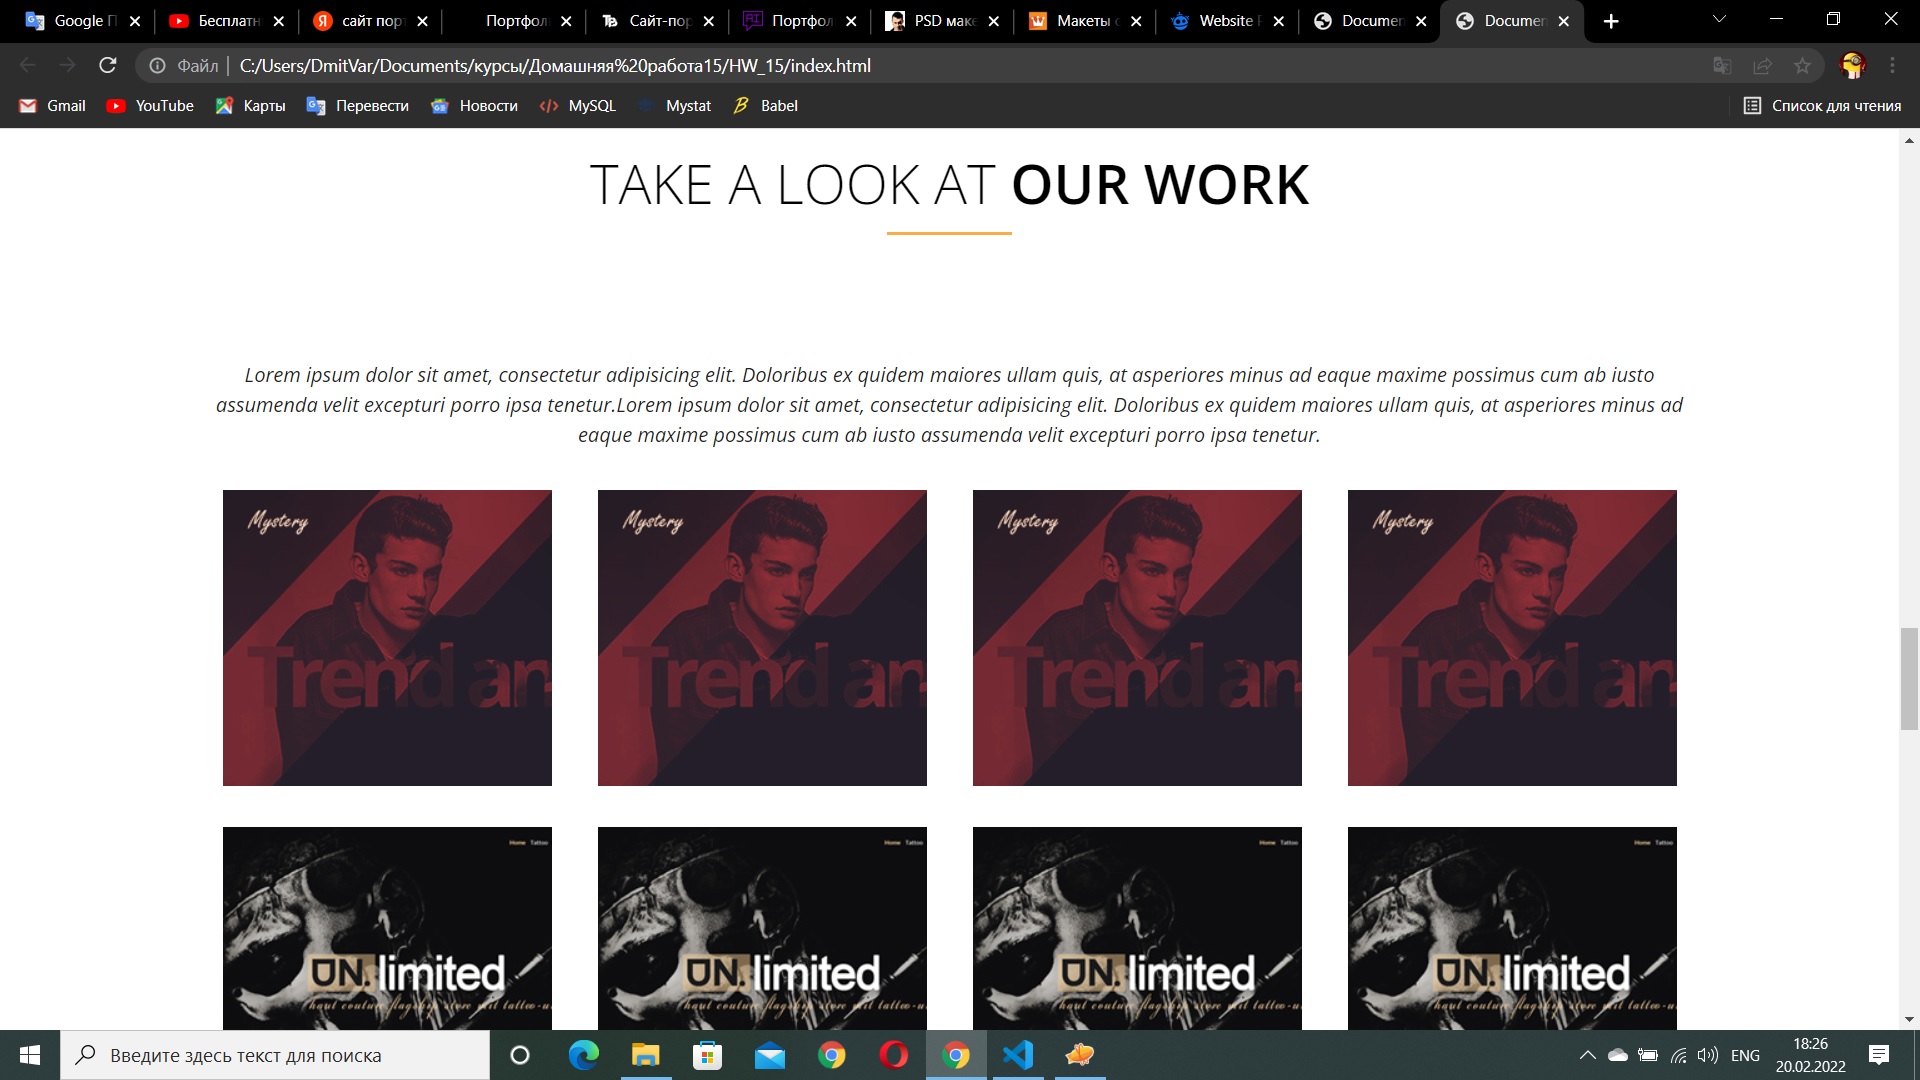 Google П
Бесплатн
сайт порт
Портфол
Сайт-пор
Портфол
PSD маке
Макеты с
Website
Documen
Documen
Файл
C:/Users/DmitVar/Documents/курсы/Домашняя%20работа15/HW_15/index.html
Gmail
YouTube
Карты
Перевести
Новости
MySQL
Mystat
Babel
Список для чтения
TAKE A LOOK AT OUR WORK
Lorem ipsum dolor sit amet, consectetur adipisicing elit. Doloribus ex quidem maiores ullam quis, at asperiores minus ad eaque maxime possimus cum ab iusto
assumenda velit excepturi porro ipsa tenetur.Lorem ipsum dolor sit amet, consectetur adipisicing elit. Doloribus ex quidem maiores ullam quis, at asperiores minus ad
eaque maxime possimus cum ab iusto assumenda velit excepturi porro ipsa tenetur.
Mystery
Trend an
Mystery
Trend an
Mystery
Trend an
Mystery
Trend an
Home Tattoo
UN.limited
haut couture flagship store
Home Tattoo
UN.limited
haut couture flagship store
Home Tattoo
UN.limited
haut couture flagship store
Home Tattoo
UN.limited
haut couture flagship store
Введите здесь текст для поиска
ENG
18:26
20.02.2022